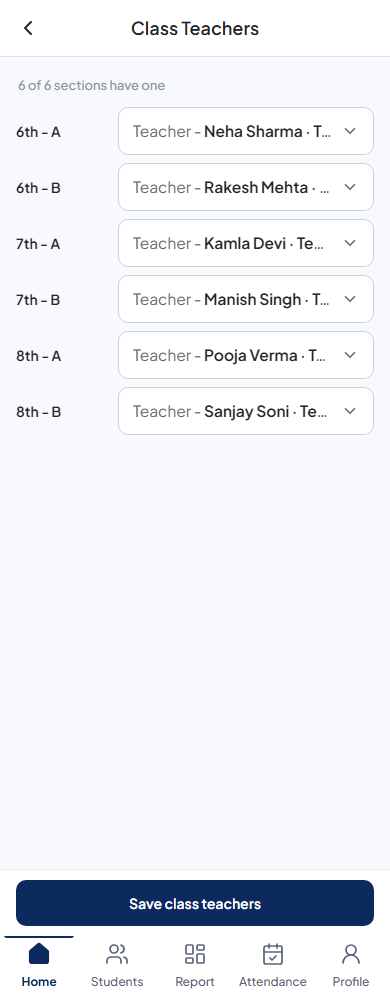 Class Teachers
6 of 6 sections have one
6th - A
Teacher - Neha Sharma · T...
6th - B
Teacher - Rakesh Mehta · ...
7th - A
Teacher - Kamla Devi · Te...
7th - B
Teacher - Manish Singh · T...
8th - A
Teacher - Pooja Verma · T...
8th - B
Teacher - Sanjay Soni · Te...
Save class teachers
Home
Students
Report
Attendance
Profile